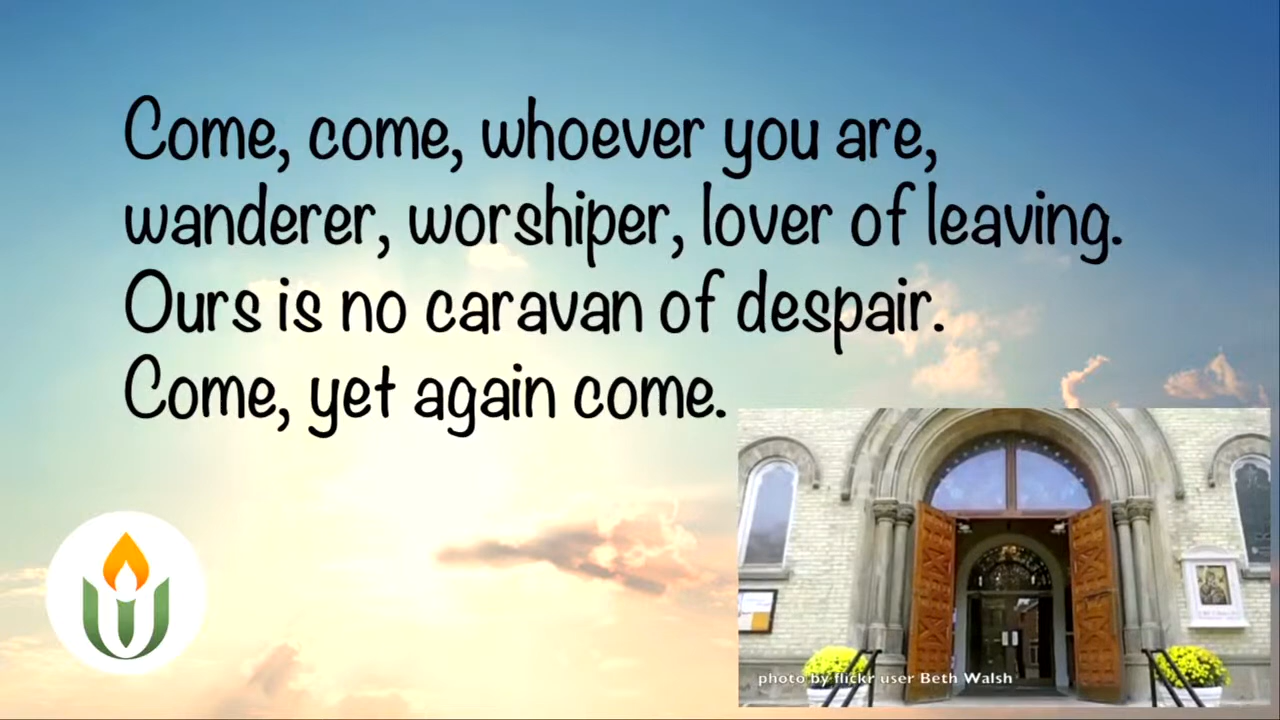 Come, come, whoever you are,
wanderer, worshiper, lover of leaving.
Ours is no caravan of despair.
Come, yet again come.
photo by flickr user Beth Walsh